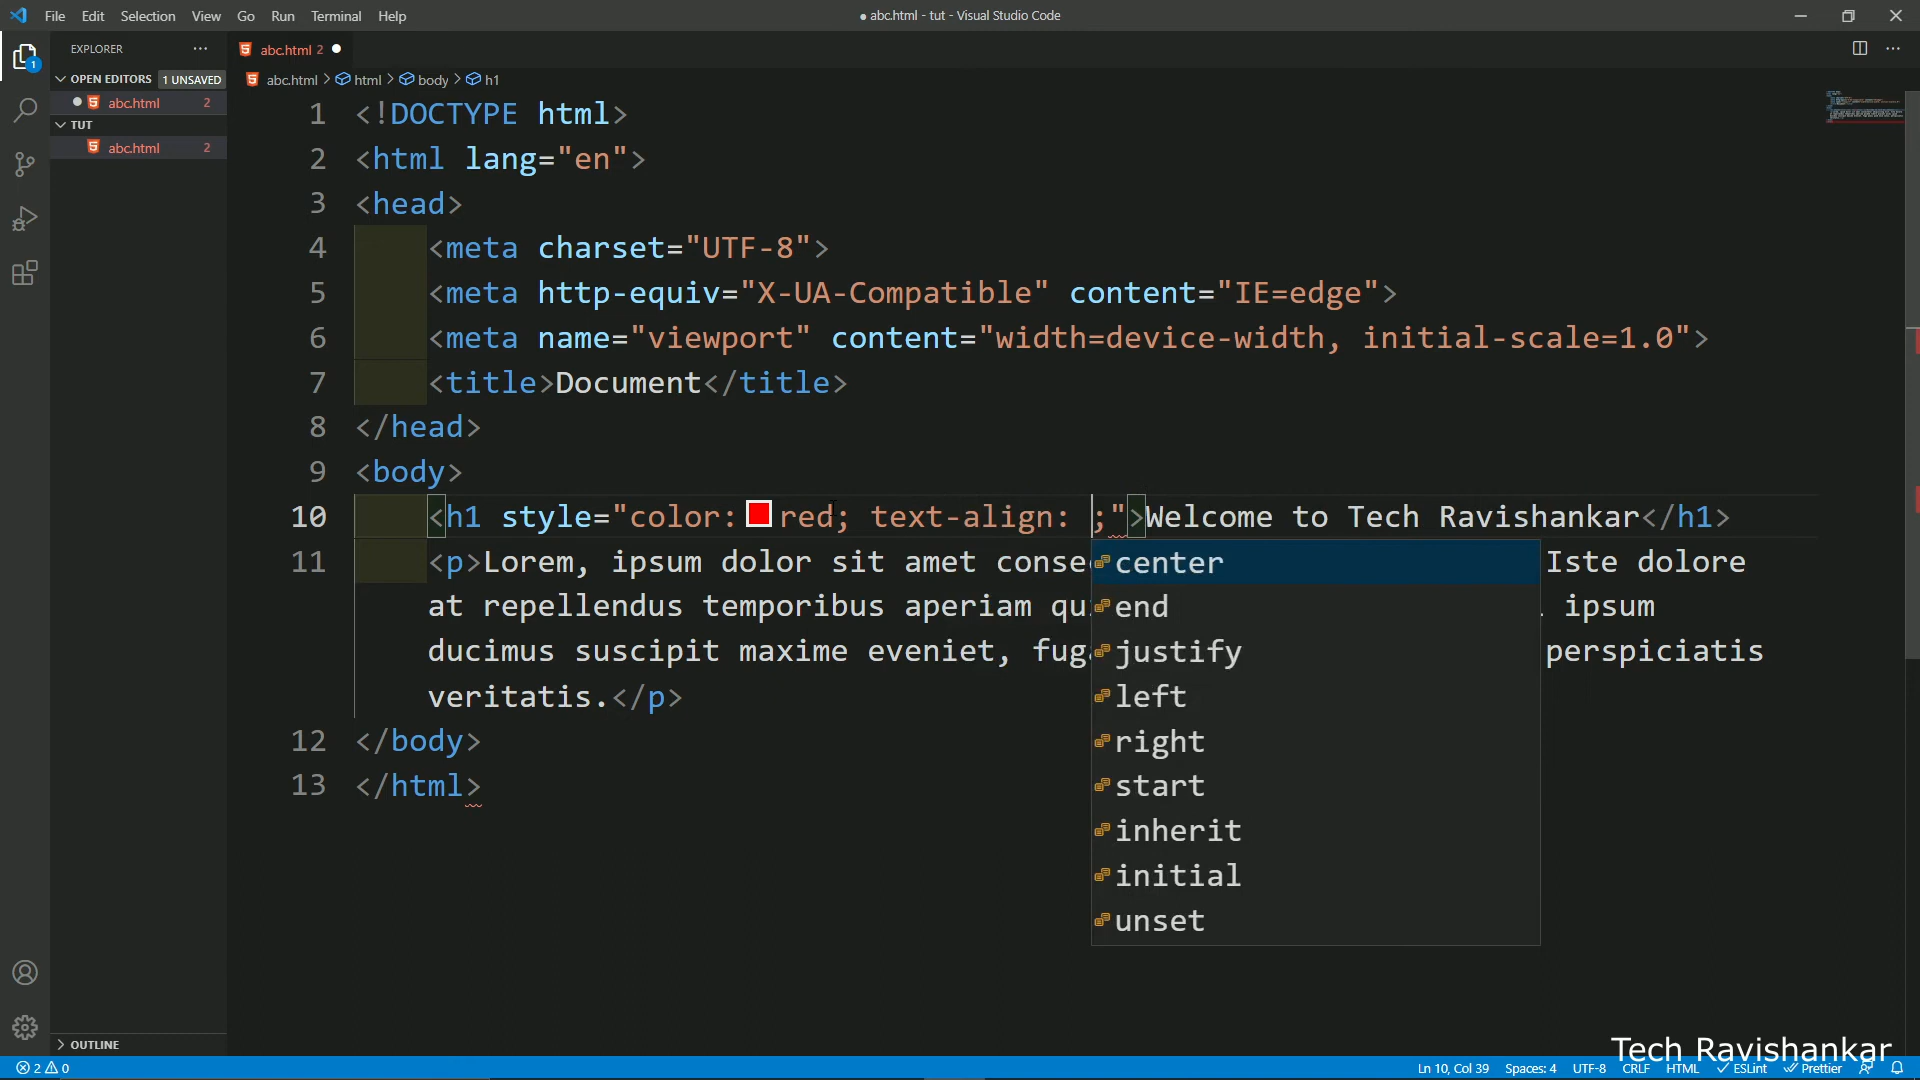 File Edit Selection View Go Run Terminal Help
● abc.html - tut - Visual Studio Code
EXPLORER ···
OPEN EDITORS 1 UNSAVED
abc.html 2
TUT
abc.html 2
OUTLINE
1
abc.html 2 ●
abc.html > html > body > h1
1 <!DOCTYPE html>
2 <html lang="en">
3 <head>
4 <meta charset="UTF-8">
5 <meta http-equiv="X-UA-Compatible" content="IE=edge">
6 <meta name="viewport" content="width=device-width, initial-scale=1.0">
7 <title>Document</title>
8 </head>
9 <body>
10 <h1 style="color: red; text-align: ;">Welcome to Tech Ravishankar</h1>
11 <p>Lorem, ipsum dolor sit amet conse Iste dolore
at repellendus temporibus aperiam qu ipsum
ducimus suscipit maxime eveniet, fug perspiciatis
veritatis.</p>
12 </body>
13 </html>
center
end
justify
left
right
start
inherit
initial
unset
Tech Ravishankar
2 0 Ln 10, Col 39 Spaces: 4 UTF-8 CRLF HTML ESLint Prettier